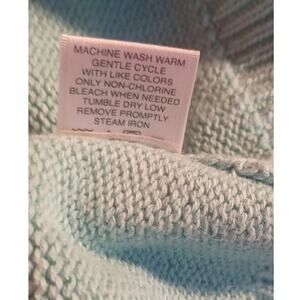 MACHINE WASH WARM
GENTLE CYCLE
WITH LIKE COLORS
ONLY NON-CHLORINE
BLEACH WHEN NEEDED
TUMBLE DRY LOW
REMOVE PROMPTLY
STEAM IRON